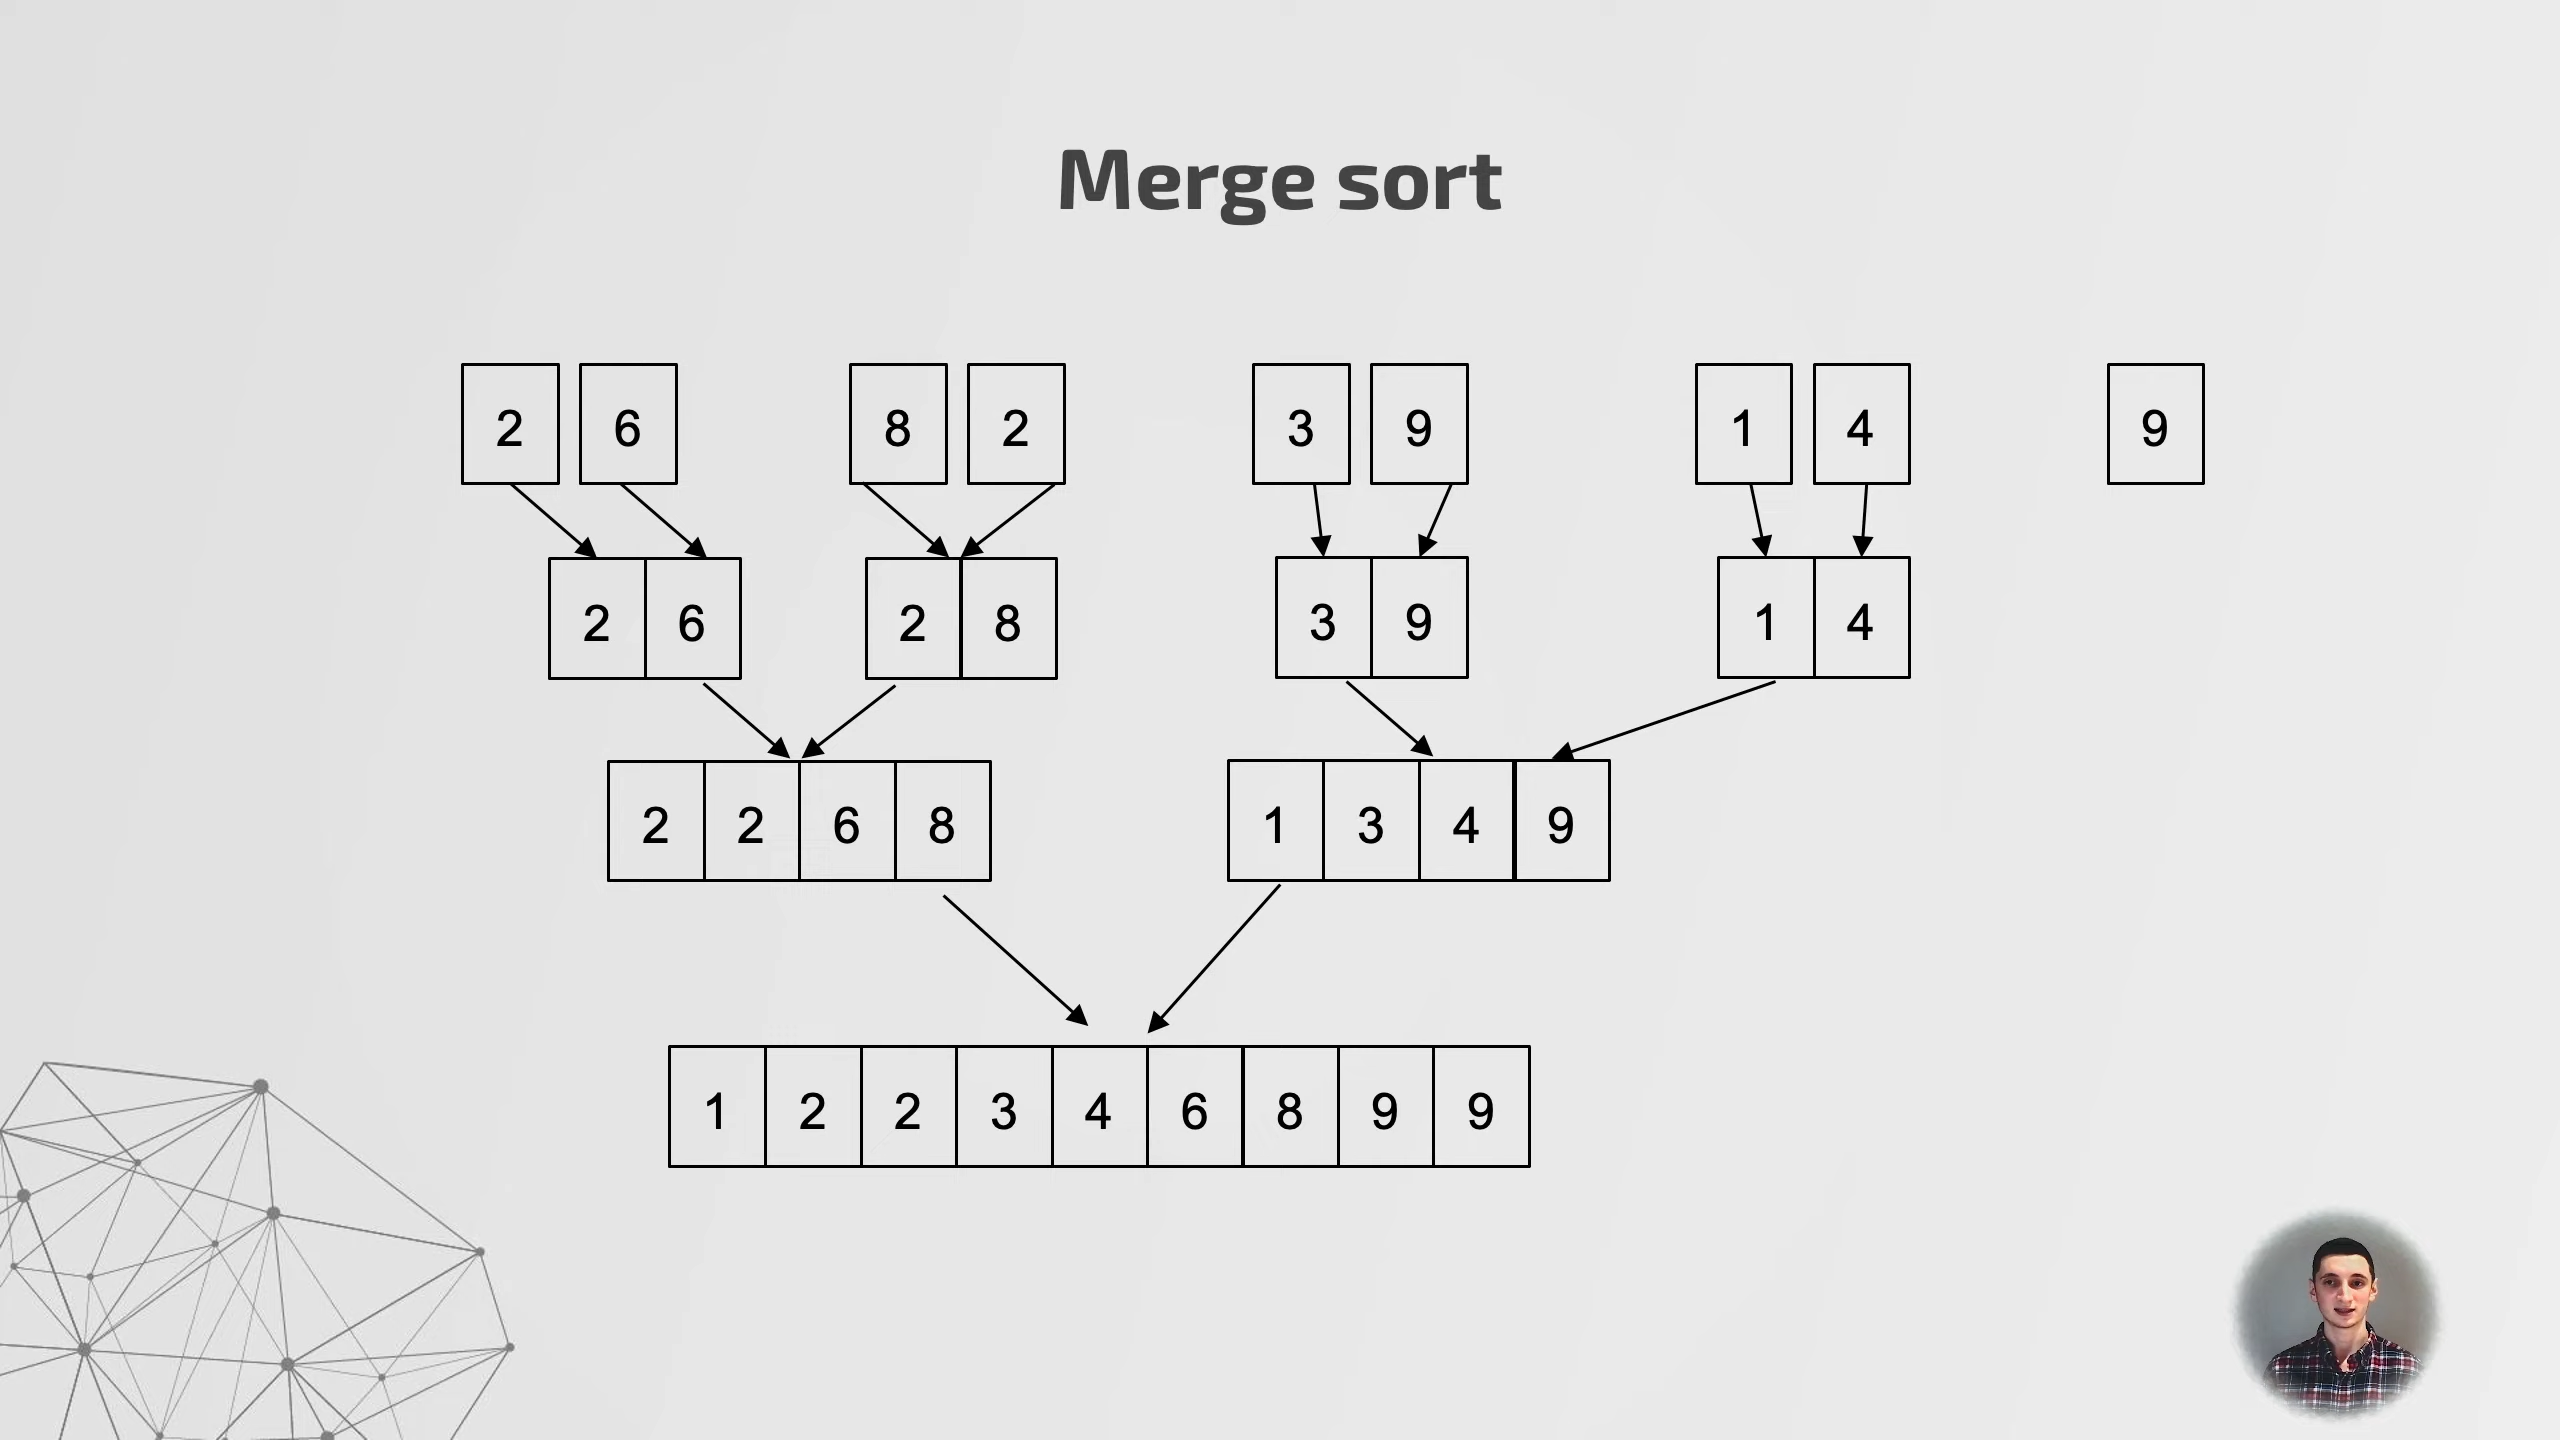 Merge sort
2 6 8 2 3 9 1 4 9
2 6 2 8 3 9 1 4
2 2 6 8 1 3 4 9
1 2 2 3 4 6 8 9 9